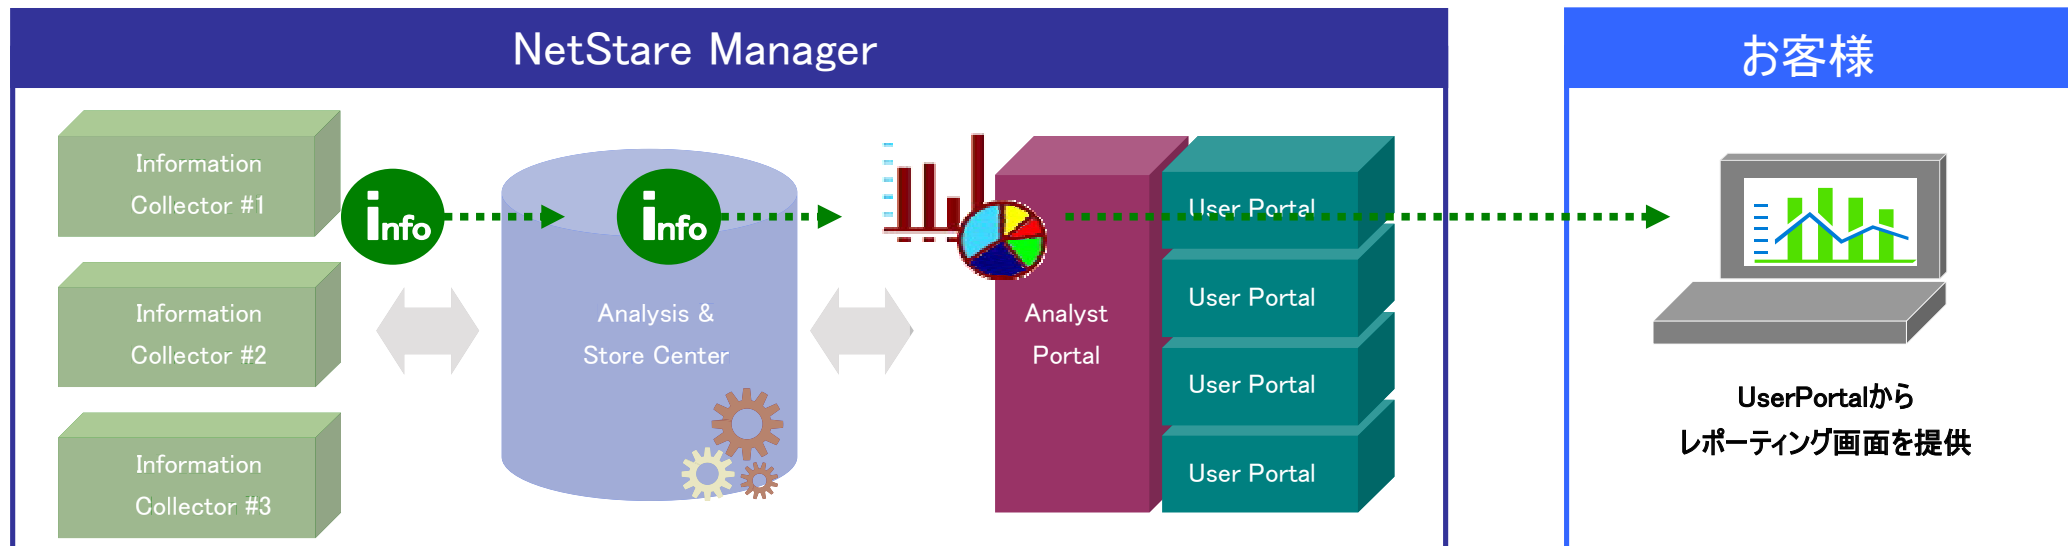 NetStare Manager
お客様
Information
Collector #1
Information
Collector #2
Information
Collector #3
info
info
Analysis &
Store Center
Analyst
Portal
User Portal
User Portal
User Portal
User Portal
UserPortalから
レポーティング画面を提供